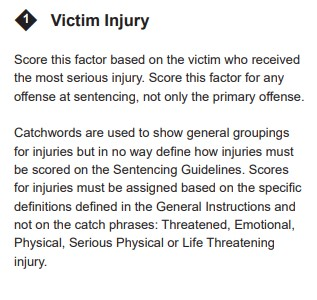 1 Victim Injury
Score this factor based on the victim who received
the most serious injury. Score this factor for any
offense at sentencing, not only the primary offense.
Catchwords are used to show general groupings
for injuries but in no way define how injuries must
be scored on the Sentencing Guidelines. Scores
for injuries must be assigned based on the specific
definitions defined in the General Instructions and
not on the catch phrases: Threatened, Emotional,
Physical, Serious Physical or Life Threatening
injury.